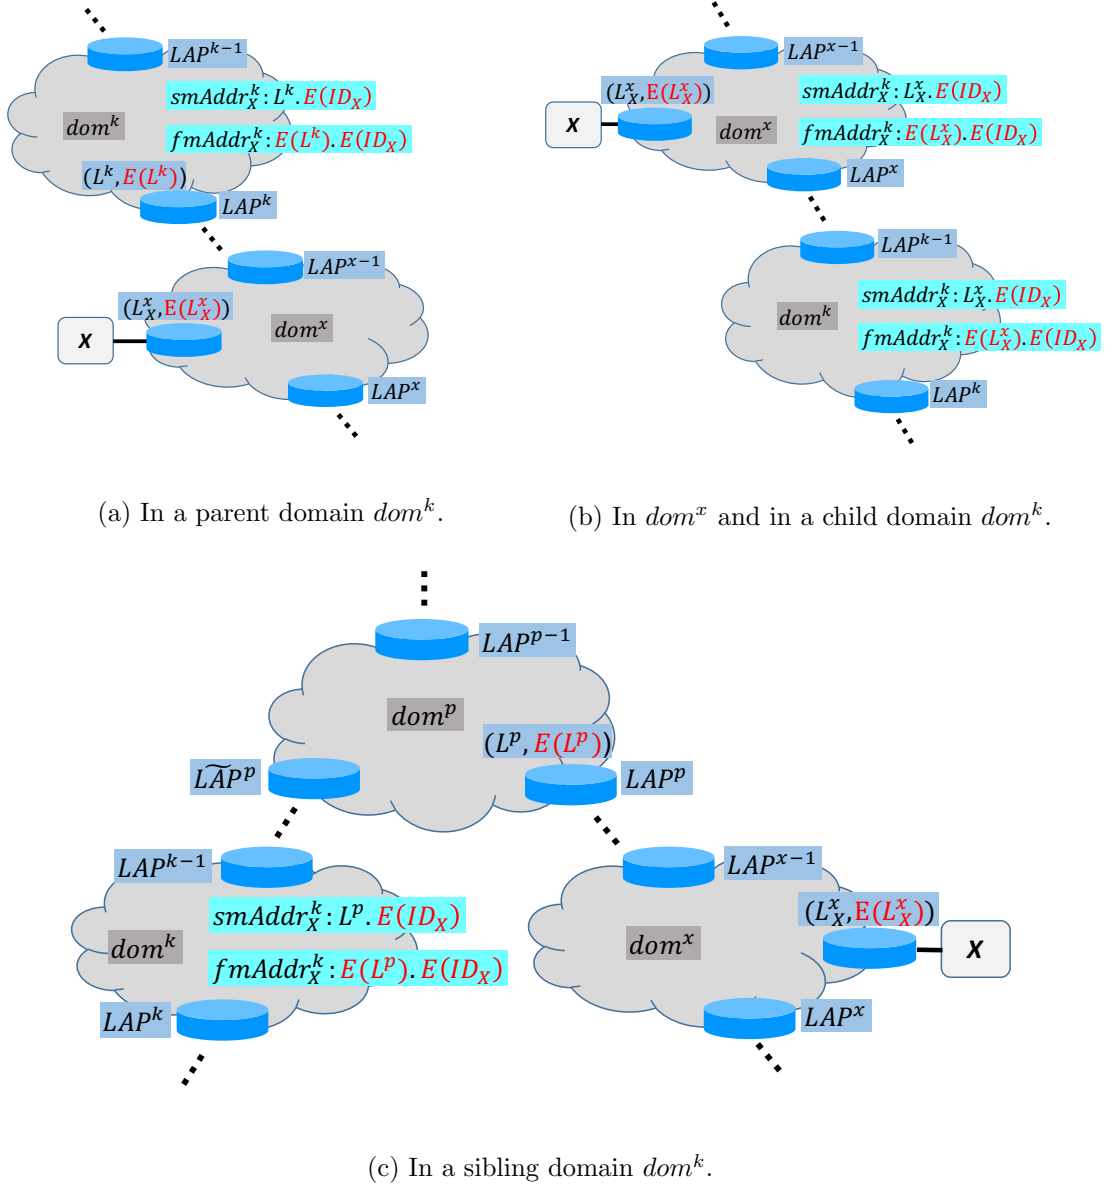 LAP^{k-1}
smAddr_X^k: L^k.E(ID_X)
dom^k
fmAddr_X^k: E(L^k).E(ID_X)
(L^k, E(L^k))
LAP^k
LAP^{x-1}
(L_X^x, E(L_X^x))
dom^x
X
LAP^x
(a) In a parent domain dom^k.
LAP^{x-1}
(L_X^x, E(L_X^x))
smAddr_X^k: L_X^x.E(ID_X)
X
dom^x
fmAddr_X^k: E(L_X^x).E(ID_X)
LAP^x
LAP^{k-1}
smAddr_X^k: L_X^x.E(ID_X)
dom^k
fmAddr_X^k: E(L_X^x).E(ID_X)
LAP^k
(b) In dom^x and in a child domain dom^k.
LAP^{p-1}
dom^p
(L^p, E(L^p))
\widetilde{LAP}^p
LAP^p
LAP^{k-1}
smAddr_X^k: L^p.E(ID_X)
dom^k
fmAddr_X^k: E(L^p).E(ID_X)
LAP^k
LAP^{x-1}
(L_X^x, E(L_X^x))
dom^x
X
LAP^x
(c) In a sibling domain dom^k.